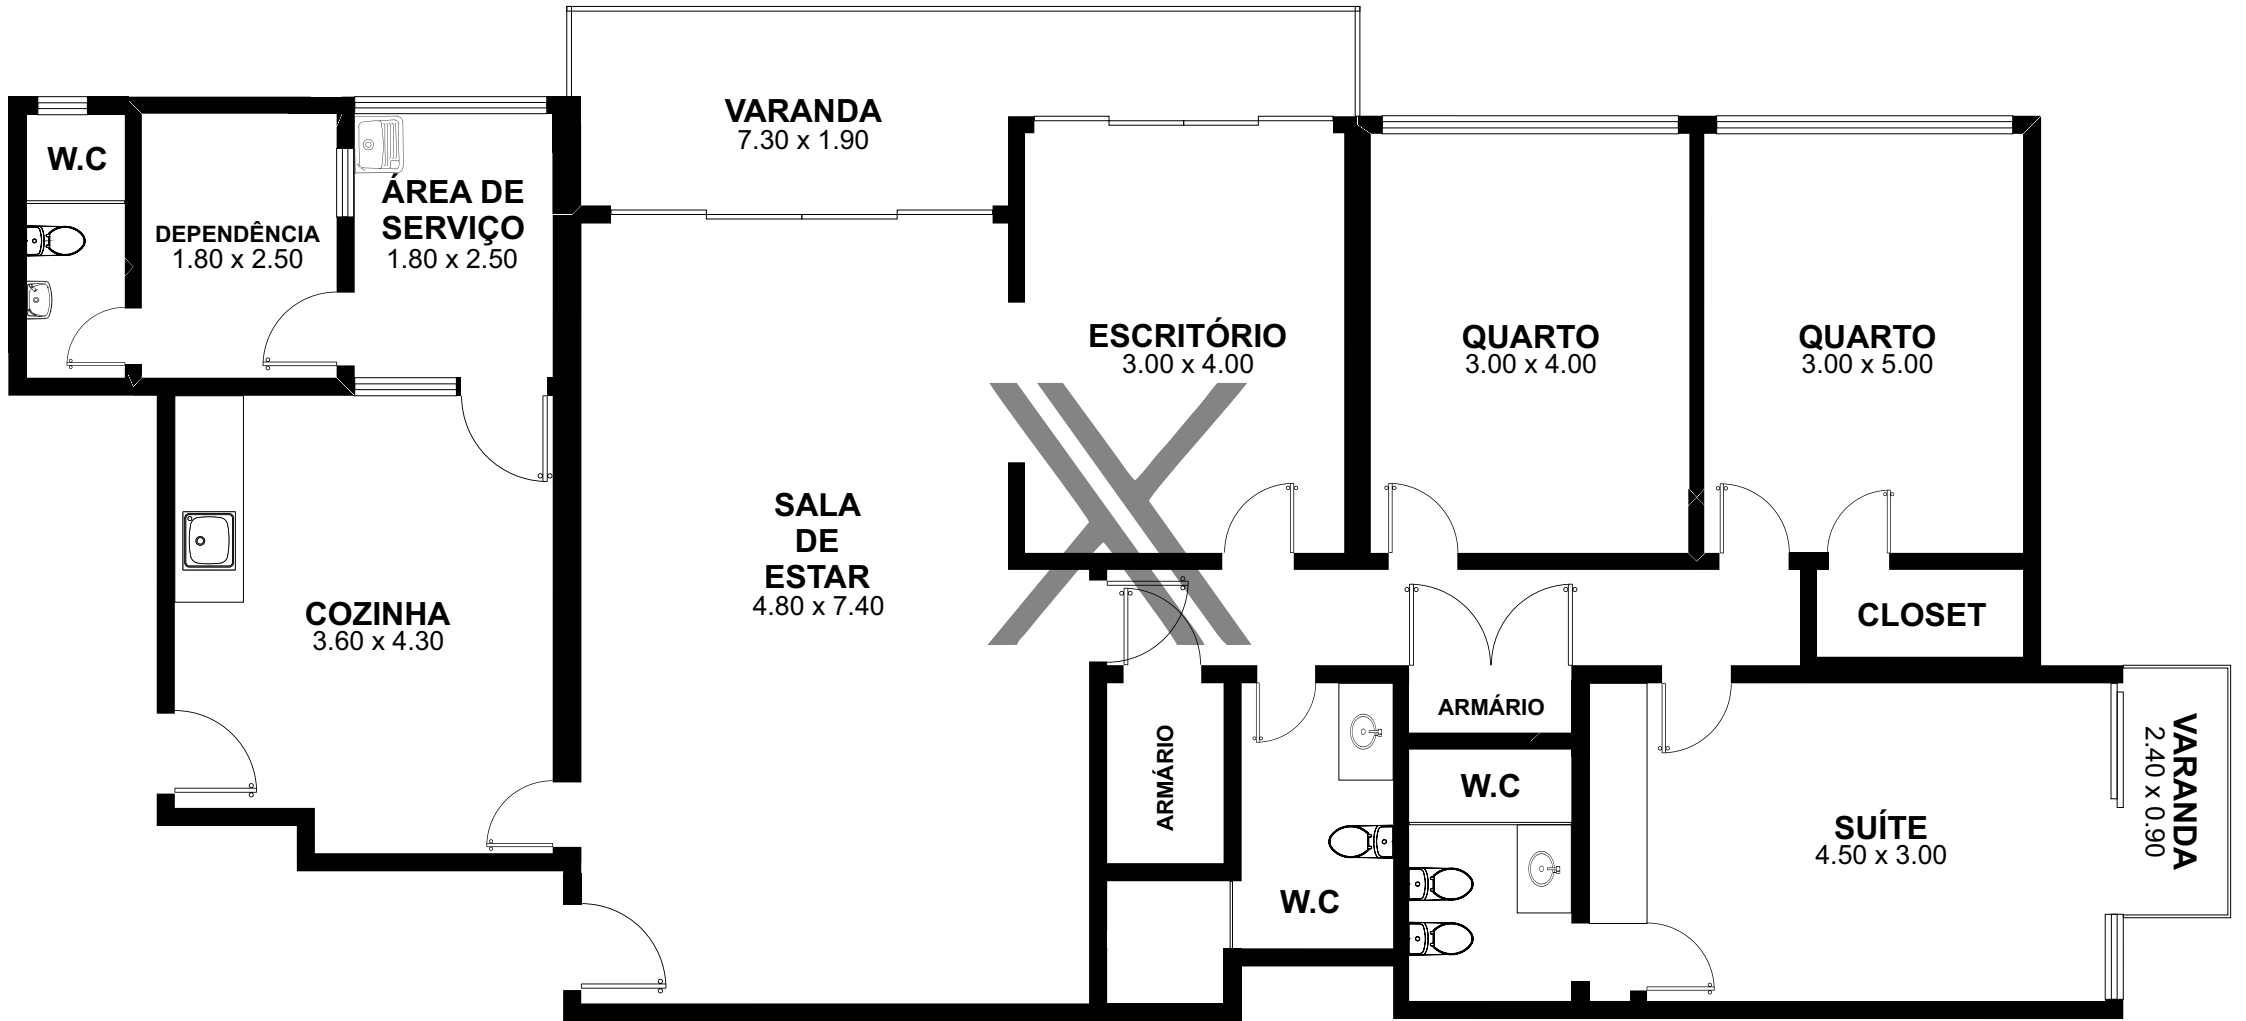 VARANDA
7.30 x 1.90
W.C
DEPENDÊNCIA
1.80 x 2.50
ÁREA DE
SERVIÇO
1.80 x 2.50
ESCRITÓRIO
3.00 x 4.00
QUARTO
3.00 x 4.00
QUARTO
3.00 x 5.00
SALA
DE
ESTAR
4.80 x 7.40
COZINHA
3.60 x 4.30
CLOSET
ARMÁRIO
ARMÁRIO
W.C
W.C
SUÍTE
4.50 x 3.00
VARANDA
2.40 x 0.90